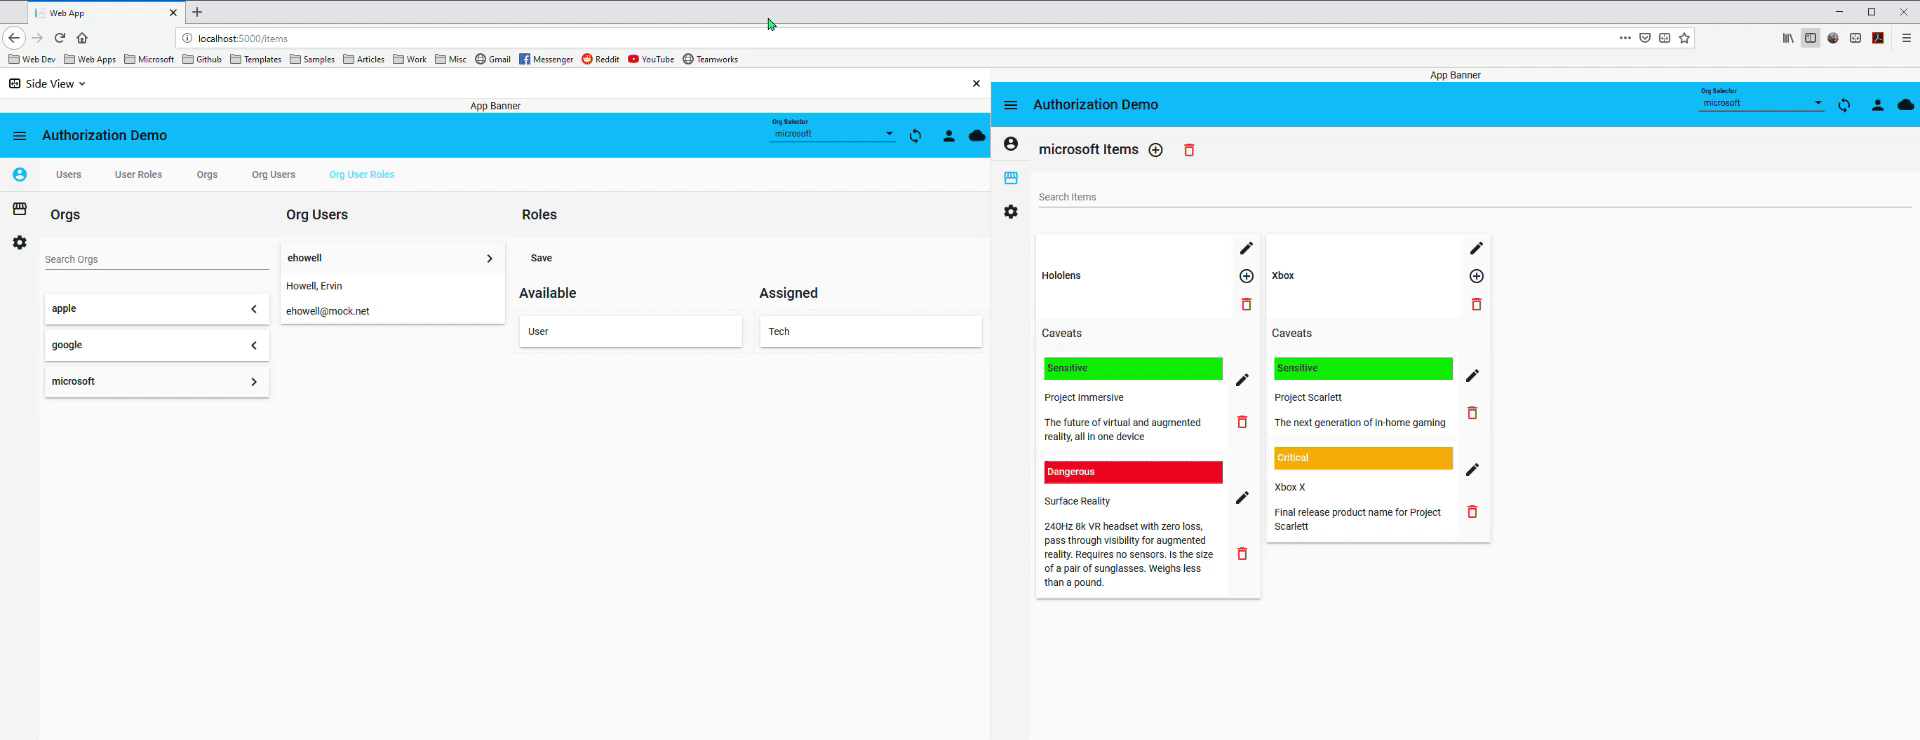 Web App
localhost:5000/items
Web Dev Web Apps Microsoft Github Templates Samples Articles Work Misc Gmail Messenger Reddit YouTube Teamworks
Side View
App Banner
Authorization Demo
Org Selector
microsoft
Users User Roles Orgs Org Users Org User Roles
Orgs
Search Orgs
apple
google
microsoft
Org Users
ehowell
Howell, Ervin
ehowell@mock.net
Roles
Save
Available
User
Assigned
Tech
App Banner
Authorization Demo
Org Selector
microsoft
microsoft Items
Search Items
Hololens
Caveats
Sensitive
Project Immersive
The future of virtual and augmented
reality, all in one device
Dangerous
Surface Reality
240Hz 8k VR headset with zero loss,
pass through visibility for augmented
reality. Requires no sensors. Is the size
of a pair of sunglasses. Weighs less
than a pound.
Xbox
Caveats
Sensitive
Project Scarlett
The next generation of in-home gaming
Critical
Xbox X
Final release product name for Project
Scarlett